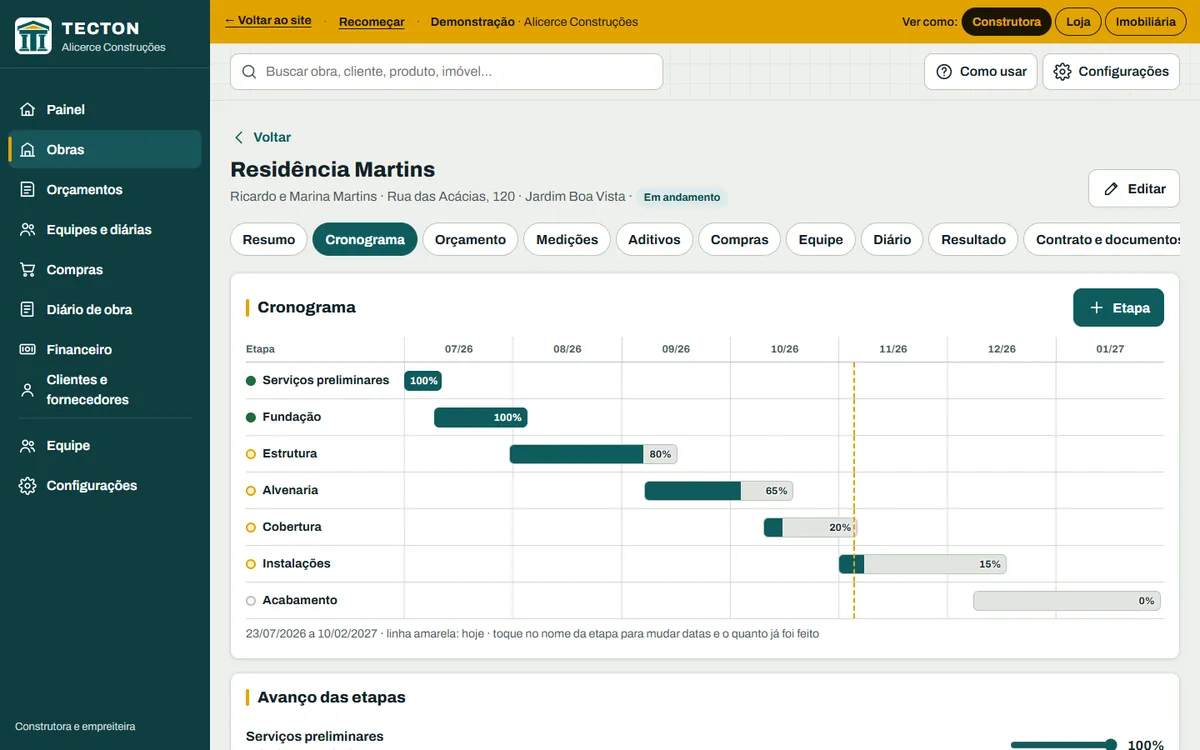 TECTON
Alicerce Construções
← Voltar ao site · Recomeçar · Demonstração · Alicerce Construções
Ver como: Construtora Loja Imobiliária
Buscar obra, cliente, produto, imóvel...
Como usar
Configurações
Painel
Obras
Orçamentos
Equipes e diárias
Compras
Diário de obra
Financeiro
Clientes e
fornecedores
Equipe
Configurações
Construtora e empreiteira
Voltar
Residência Martins
Ricardo e Marina Martins · Rua das Acácias, 120 · Jardim Boa Vista · Em andamento
Editar
Resumo Cronograma Orçamento Medições Aditivos Compras Equipe Diário Resultado Contrato e documentos
Cronograma
+ Etapa
Etapa 07/26 08/26 09/26 10/26 11/26 12/26 01/27
Serviços preliminares 100%
Fundação 100%
Estrutura 80%
Alvenaria 65%
Cobertura 20%
Instalações 15%
Acabamento 0%
23/07/2026 a 10/02/2027 · linha amarela: hoje · toque no nome da etapa para mudar datas e o quanto já foi feito
Avanço das etapas
Serviços preliminares
100%